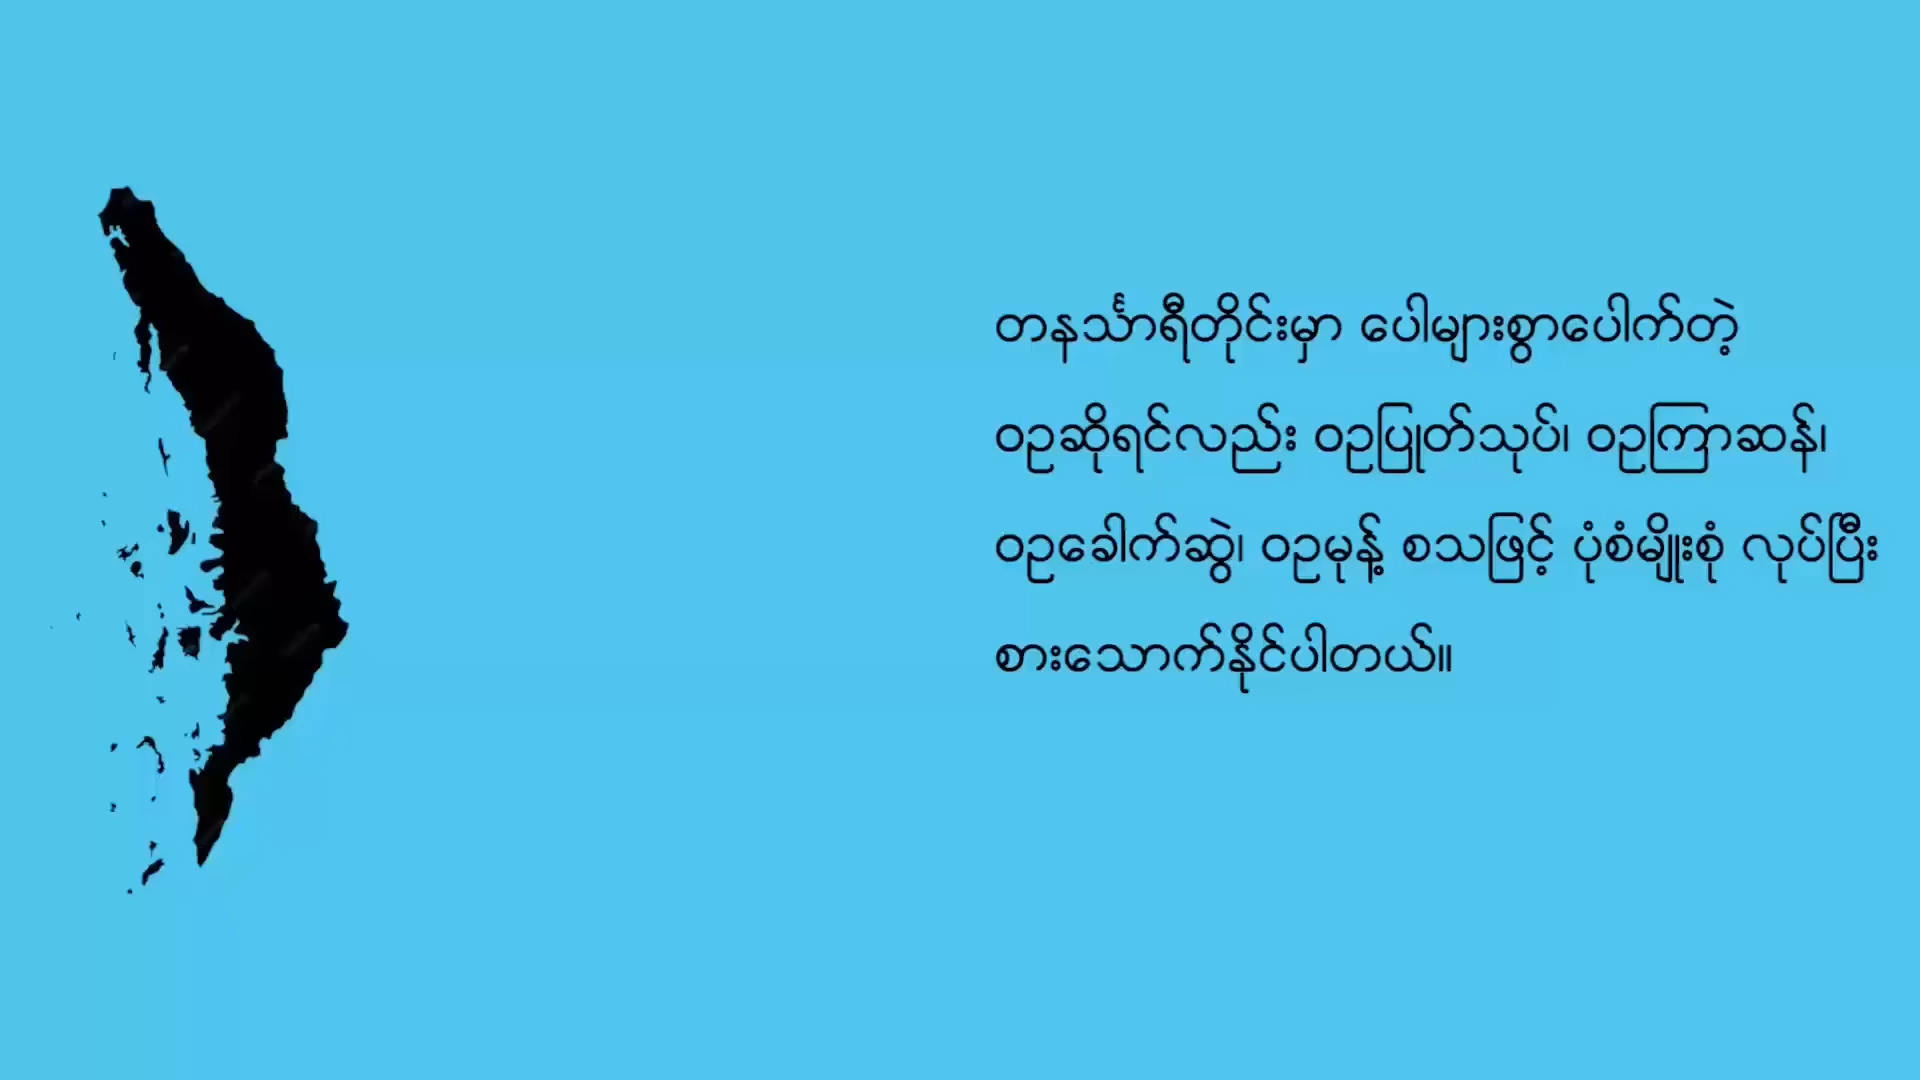 တနင်္သာရီတိုင်းမှာ ပေါများစွာပေါက်တဲ့
ဝဥဆိုရင်လည်း ဝဥပြုတ်သုပ်၊ ဝဥကြာဆန်၊
ဝဥခေါက်ဆွဲ၊ ဝဥမုန့် စသဖြင့် ပုံစံမျိုးစုံ လုပ်ပြီး
စားသောက်နိုင်ပါတယ်။